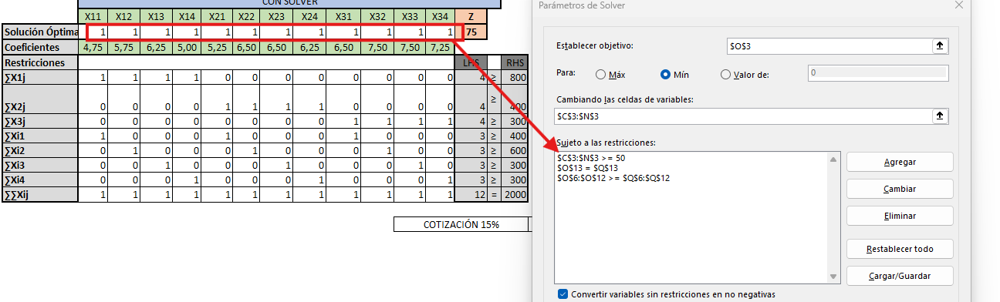 CON SOLVER
X11 X12 X13 X14 X21 X22 X23 X24 X31 X32 X33 X34 Z
Solución Óptima 1 1 1 1 1 1 1 1 1 1 1 1 75
Coeficientes 4,75 5,75 6,25 5,00 5,25 6,50 6,50 6,25 6,50 7,50 7,50 7,25
Restricciones LHS RHS
∑X1j 1 1 1 1 0 0 0 0 0 0 0 0 4 ≥ 800
∑X2j 0 0 0 0 1 1 1 1 0 0 0 0 4 ≥ 400
∑X3j 0 0 0 0 0 0 0 0 1 1 1 1 4 ≥ 300
∑Xi1 1 0 0 0 1 0 0 0 1 0 0 0 3 ≥ 400
∑Xi2 0 1 0 0 0 1 0 0 0 1 0 0 3 ≥ 600
∑Xi3 0 0 1 0 0 0 1 0 0 0 1 0 3 ≥ 300
∑Xi4 0 0 0 1 0 0 0 1 0 0 0 1 3 ≥ 300
∑∑Xij 1 1 1 1 1 1 1 1 1 1 1 1 12 = 2000
COTIZACIÓN 15%
Parámetros de Solver
Establecer objetivo: $O$3
Para: Máx Mín Valor de: 0
Cambiando las celdas de variables:
$C$3:$N$3
Sujeto a las restricciones:
$C$3:$N$3 >= 50
$O$13 = $Q$13
$O$6:$O$12 >= $Q$6:$Q$12
Agregar
Cambiar
Eliminar
Restablecer todo
Cargar/Guardar
Convertir variables sin restricciones en no negativas